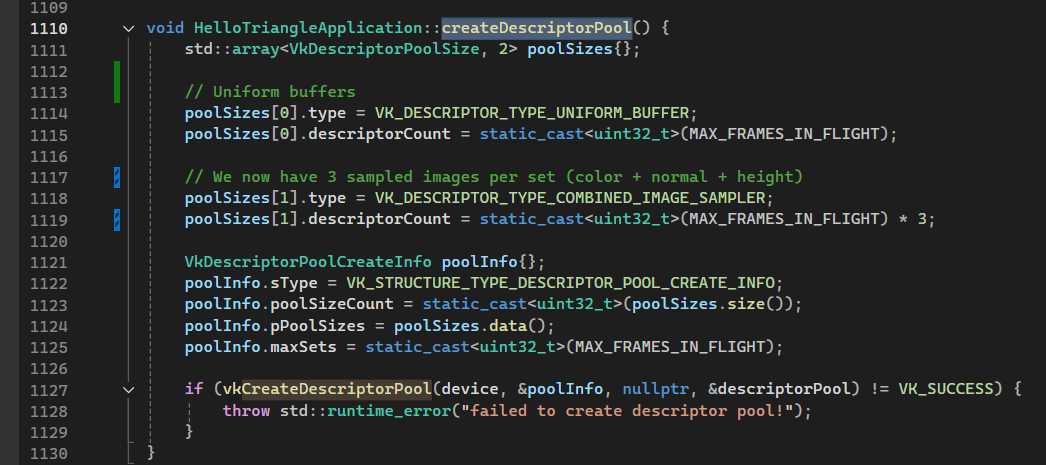 1109
1110 void HelloTriangleApplication::createDescriptorPool() {
1111 std::array<VkDescriptorPoolSize, 2> poolSizes{};
1112
1113 // Uniform buffers
1114 poolSizes[0].type = VK_DESCRIPTOR_TYPE_UNIFORM_BUFFER;
1115 poolSizes[0].descriptorCount = static_cast<uint32_t>(MAX_FRAMES_IN_FLIGHT);
1116
1117 // We now have 3 sampled images per set (color + normal + height)
1118 poolSizes[1].type = VK_DESCRIPTOR_TYPE_COMBINED_IMAGE_SAMPLER;
1119 poolSizes[1].descriptorCount = static_cast<uint32_t>(MAX_FRAMES_IN_FLIGHT) * 3;
1120
1121 VkDescriptorPoolCreateInfo poolInfo{};
1122 poolInfo.sType = VK_STRUCTURE_TYPE_DESCRIPTOR_POOL_CREATE_INFO;
1123 poolInfo.poolSizeCount = static_cast<uint32_t>(poolSizes.size());
1124 poolInfo.pPoolSizes = poolSizes.data();
1125 poolInfo.maxSets = static_cast<uint32_t>(MAX_FRAMES_IN_FLIGHT);
1126
1127 if (vkCreateDescriptorPool(device, &poolInfo, nullptr, &descriptorPool) != VK_SUCCESS) {
1128 throw std::runtime_error("failed to create descriptor pool!");
1129 }
1130 }